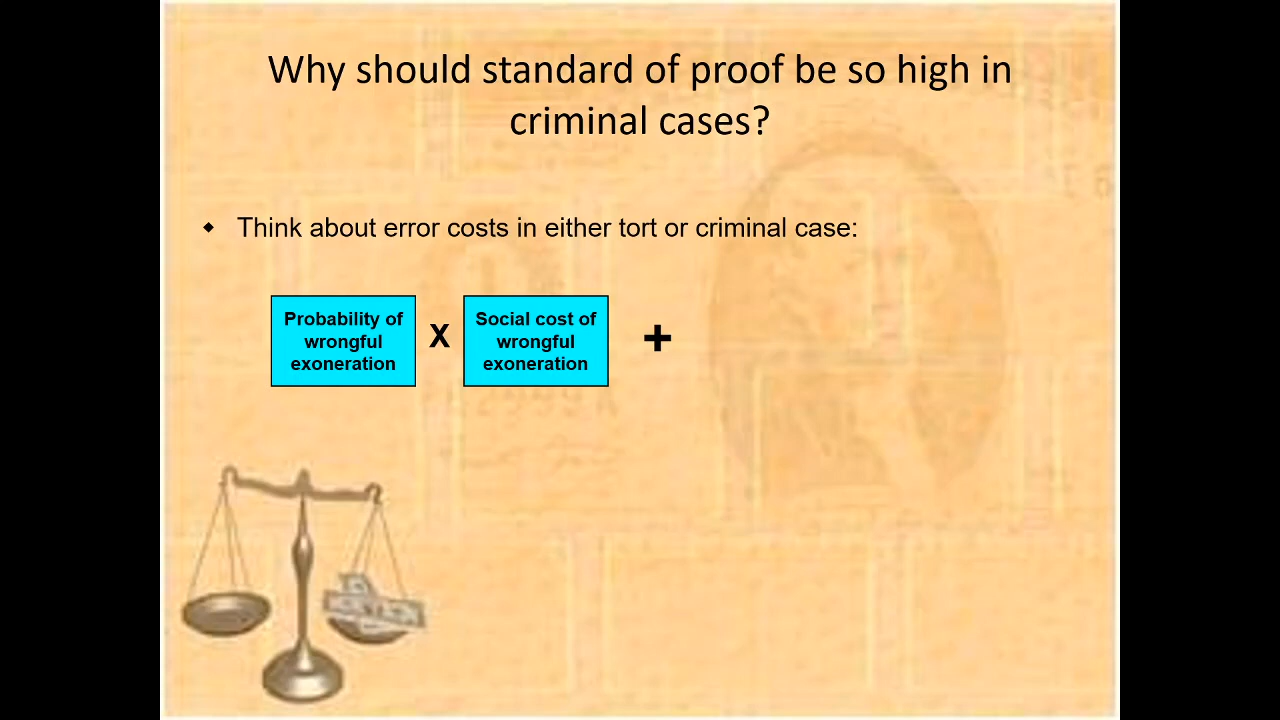 Why should standard of proof be so high in
criminal cases?
Think about error costs in either tort or criminal case:
Probability of
wrongful
exoneration
X
Social cost of
wrongful
exoneration
+